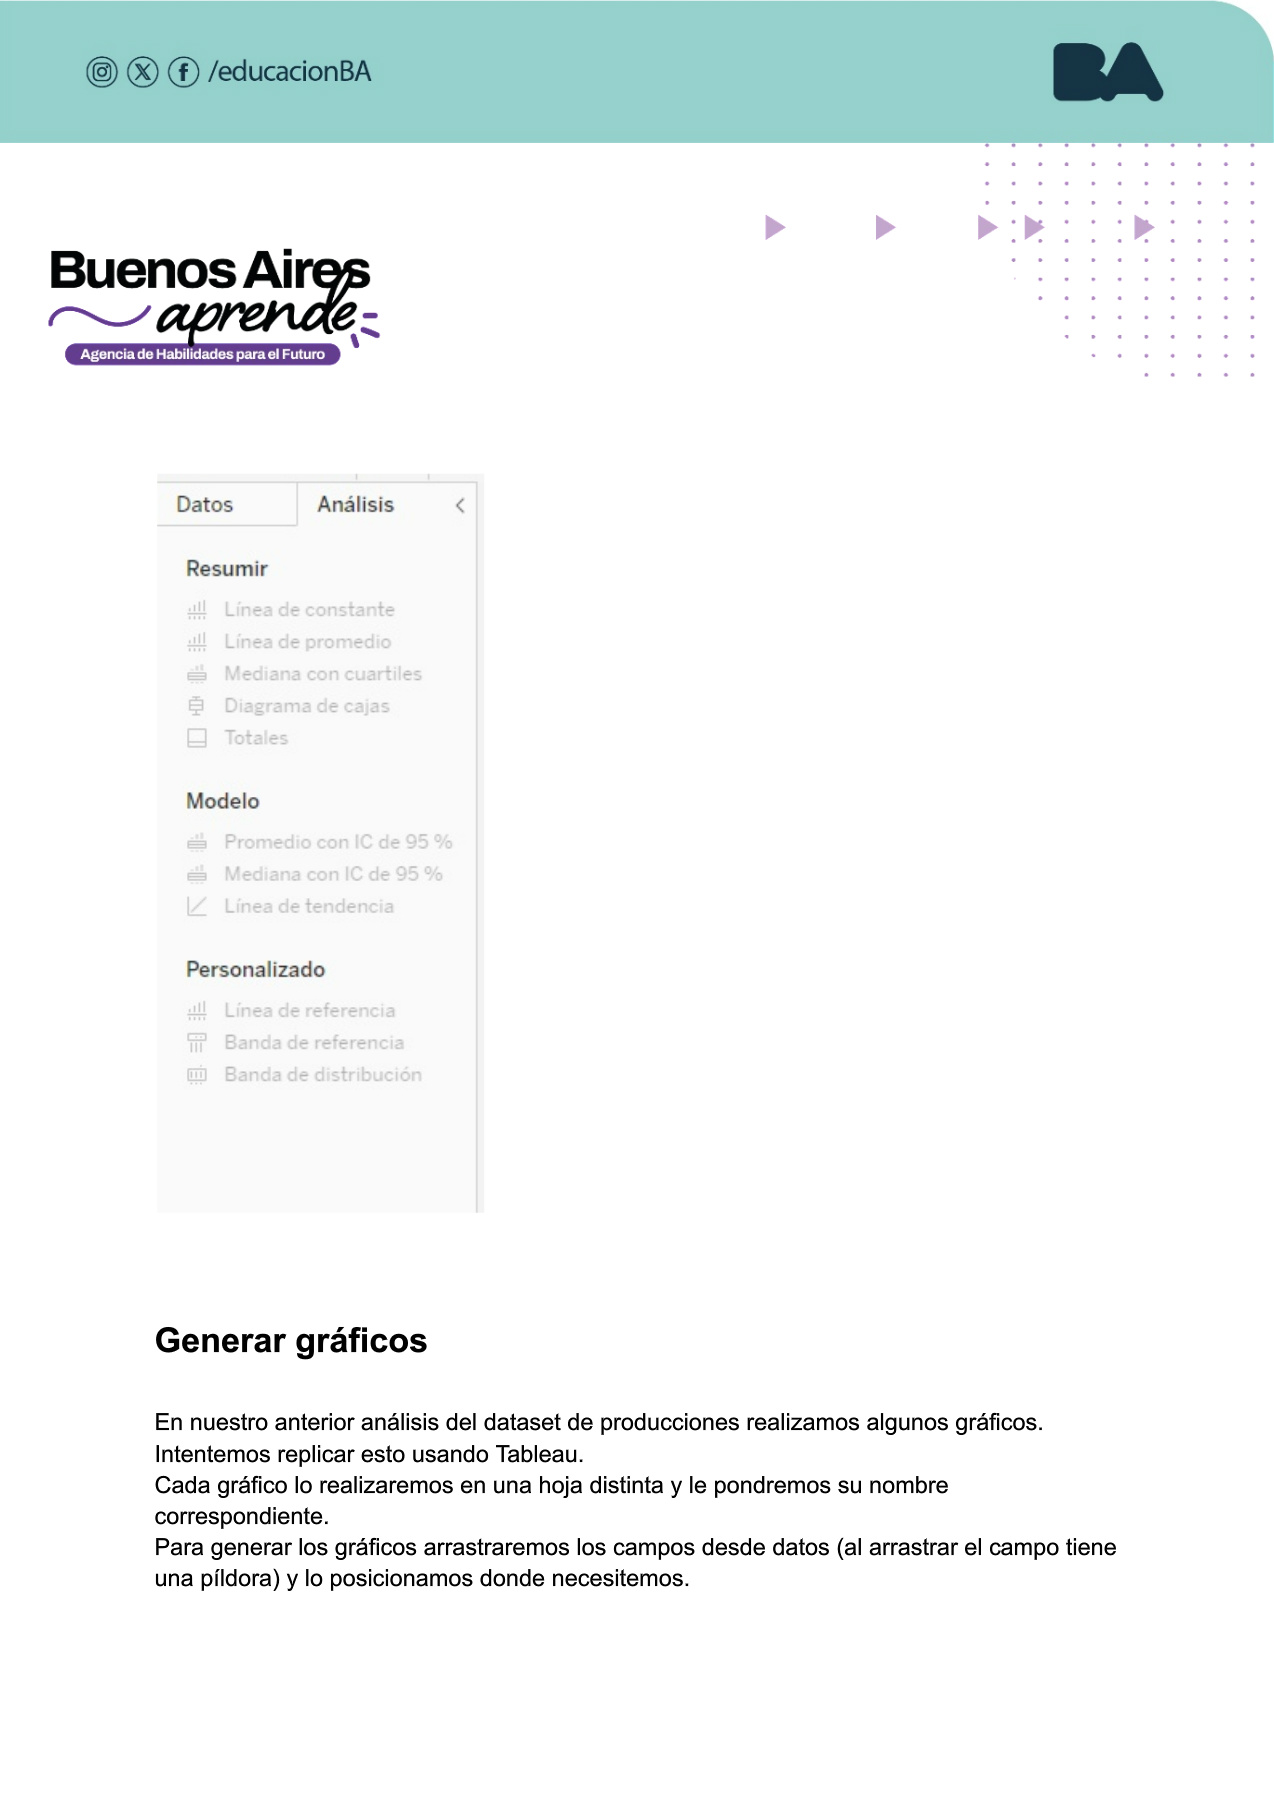 /educacionBA
BA
Buenos Aires
aprende
Agencia de Habilidades para el Futuro
Datos Análisis
Resumir
Línea de constante
Línea de promedio
Mediana con cuartiles
Diagrama de cajas
Totales
Modelo
Promedio con IC de 95 %
Mediana con IC de 95 %
Línea de tendencia
Personalizado
Línea de referencia
Banda de referencia
Banda de distribución
Generar gráficos
En nuestro anterior análisis del dataset de producciones realizamos algunos gráficos.
Intentemos replicar esto usando Tableau.
Cada gráfico lo realizaremos en una hoja distinta y le pondremos su nombre
correspondiente.
Para generar los gráficos arrastraremos los campos desde datos (al arrastrar el campo tiene
una píldora) y lo posicionamos donde necesitemos.